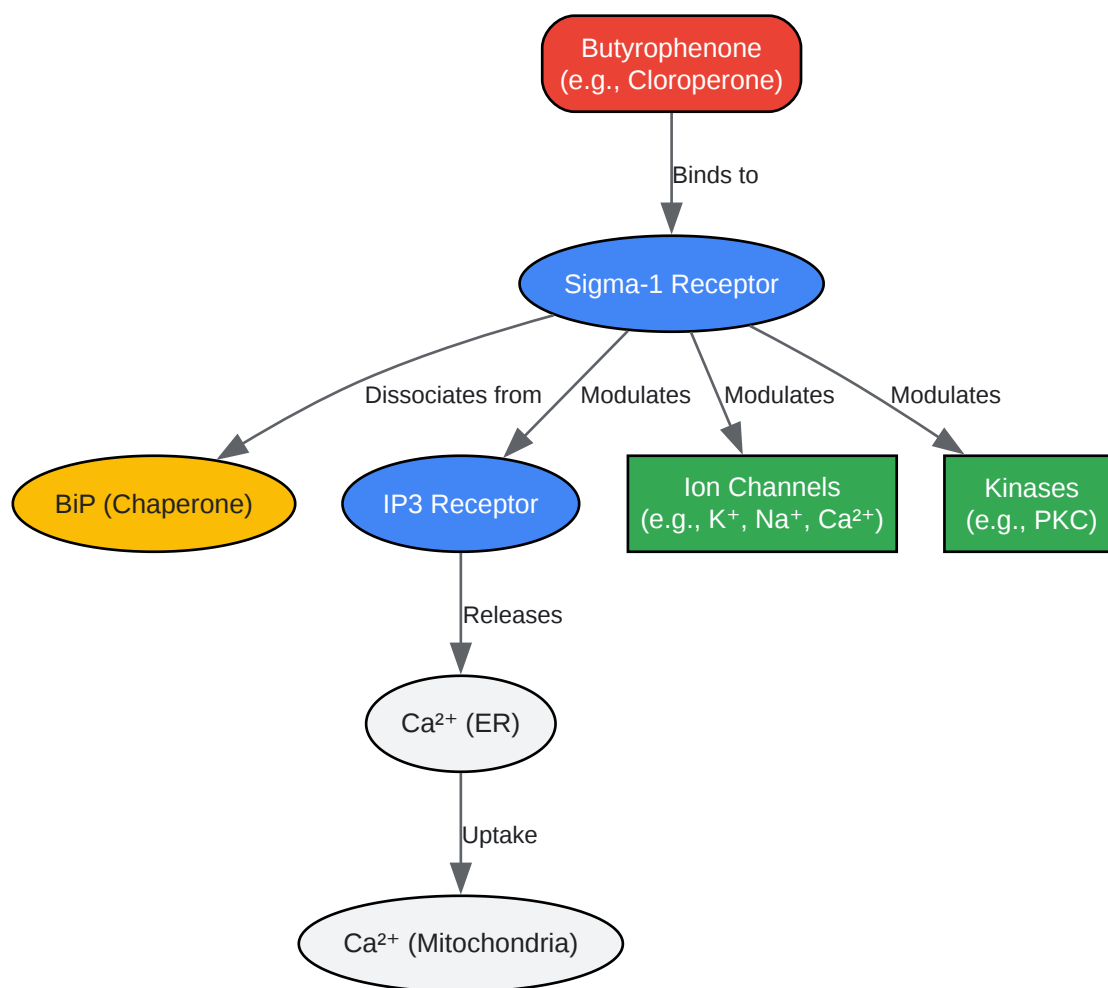 Butyrophenone
(e.g., Cloroperone)
Binds to
Sigma-1 Receptor
Dissociates from
Modulates
Modulates
Modulates
BiP (Chaperone)
IP3 Receptor
Ion Channels
(e.g., K⁺, Na⁺, Ca²⁺)
Kinases
(e.g., PKC)
Releases
Ca²⁺ (ER)
Uptake
Ca²⁺ (Mitochondria)